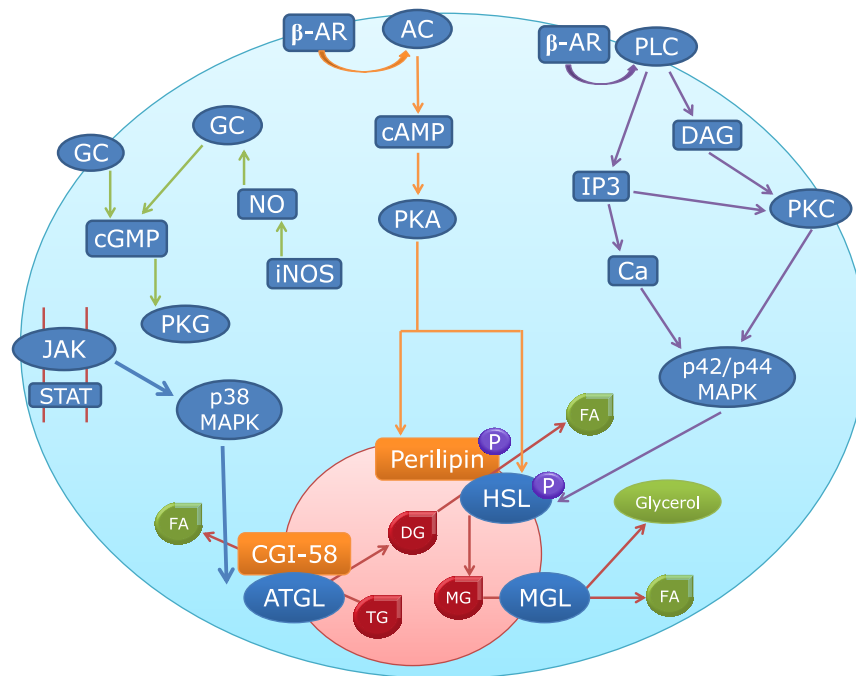 β-AR
AC
β-AR
PLC
GC
GC
cAMP
DAG
NO
IP3
PKA
PKC
cGMP
iNOS
Ca
PKG
JAK
STAT
p38
MAPK
p42/p44
MAPK
FA
P
Perilipin
P
HSL
Glycerol
FA
DG
CGI-58
ATGL
TG
MG
MGL
FA